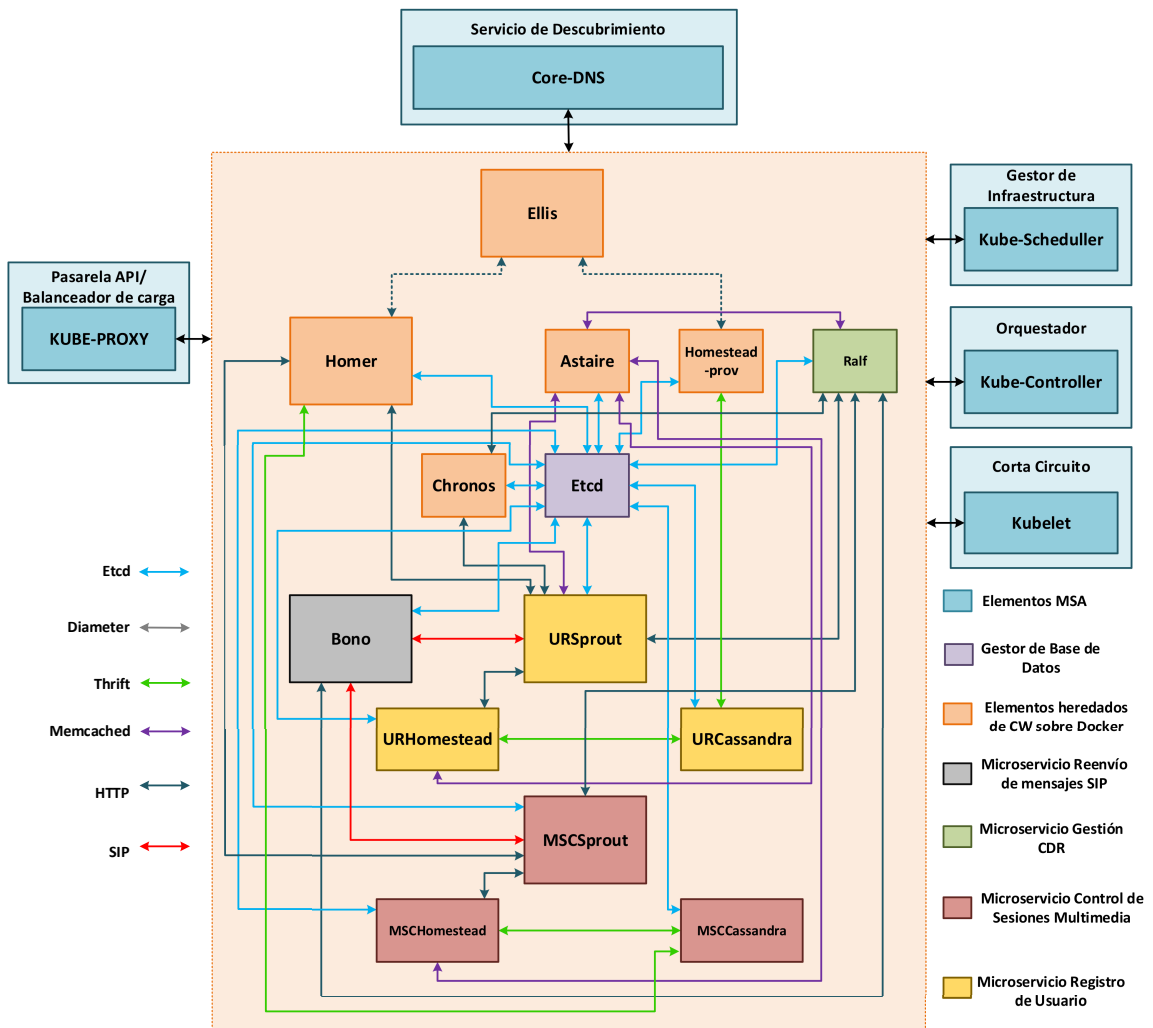 Servicio de Descubrimiento
Core-DNS
Ellis
Gestor de
Infraestructura
Kube-Scheduller
Pasarela API/
Balanceador de carga
KUBE-PROXY
Homer
Astaire
Homestead
-prov
Ralf
Orquestador
Kube-Controller
Chronos
Etcd
Corta Circuito
Kubelet
Etcd
Diameter
Thrift
Memcached
HTTP
SIP
Bono
URSprout
URHomestead
URCassandra
MSCSprout
MSCHomestead
MSCCassandra
Elementos MSA
Gestor de Base de
Datos
Elementos heredados
de CW sobre Docker
Microservicio Reenvío
de mensajes SIP
Microservicio Gestión
CDR
Microservicio Control de
Sesiones Multimedia
Microservicio Registro
de Usuario